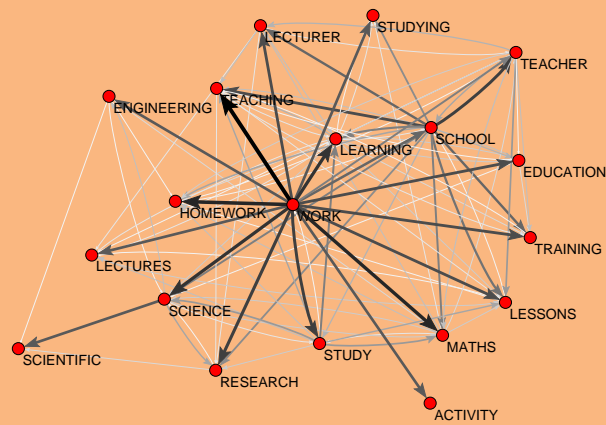 STUDYING
LECTURER
TEACHER
TEACHING
ENGINEERING
SCHOOL
LEARNING
EDUCATION
HOMEWORK
WORK
TRAINING
LECTURES
SCIENCE
LESSONS
MATHS
STUDY
SCIENTIFIC
RESEARCH
ACTIVITY